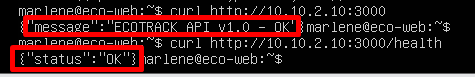 marlene@eco-web:~$ curl http://10.10.2.10:3000
{"message":"ECOTRACK API v1.0 - OK"}marlene@eco-web:~$
marlene@eco-web:~$ curl http://10.10.2.10:3000/health
{"status":"OK"}marlene@eco-web:~$